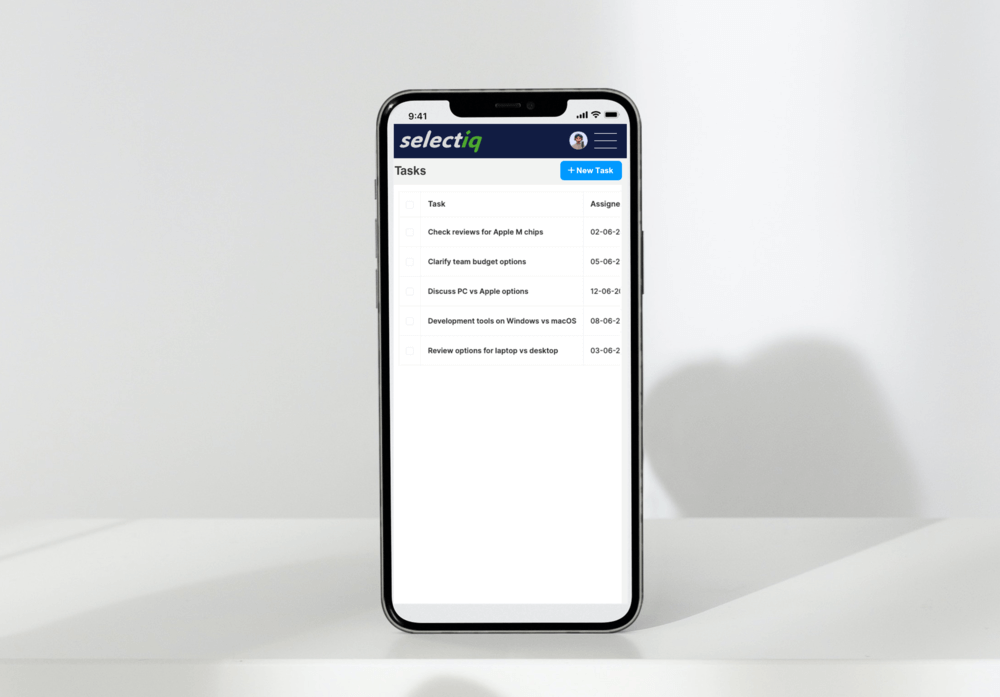 9:41
selectiq
Tasks
+ New Task
Task Assigne
Check reviews for Apple M chips 02-06-2
Clarify team budget options 05-06-2
Discuss PC vs Apple options 12-06-20
Development tools on Windows vs macOS 08-06-2
Review options for laptop vs desktop 03-06-2